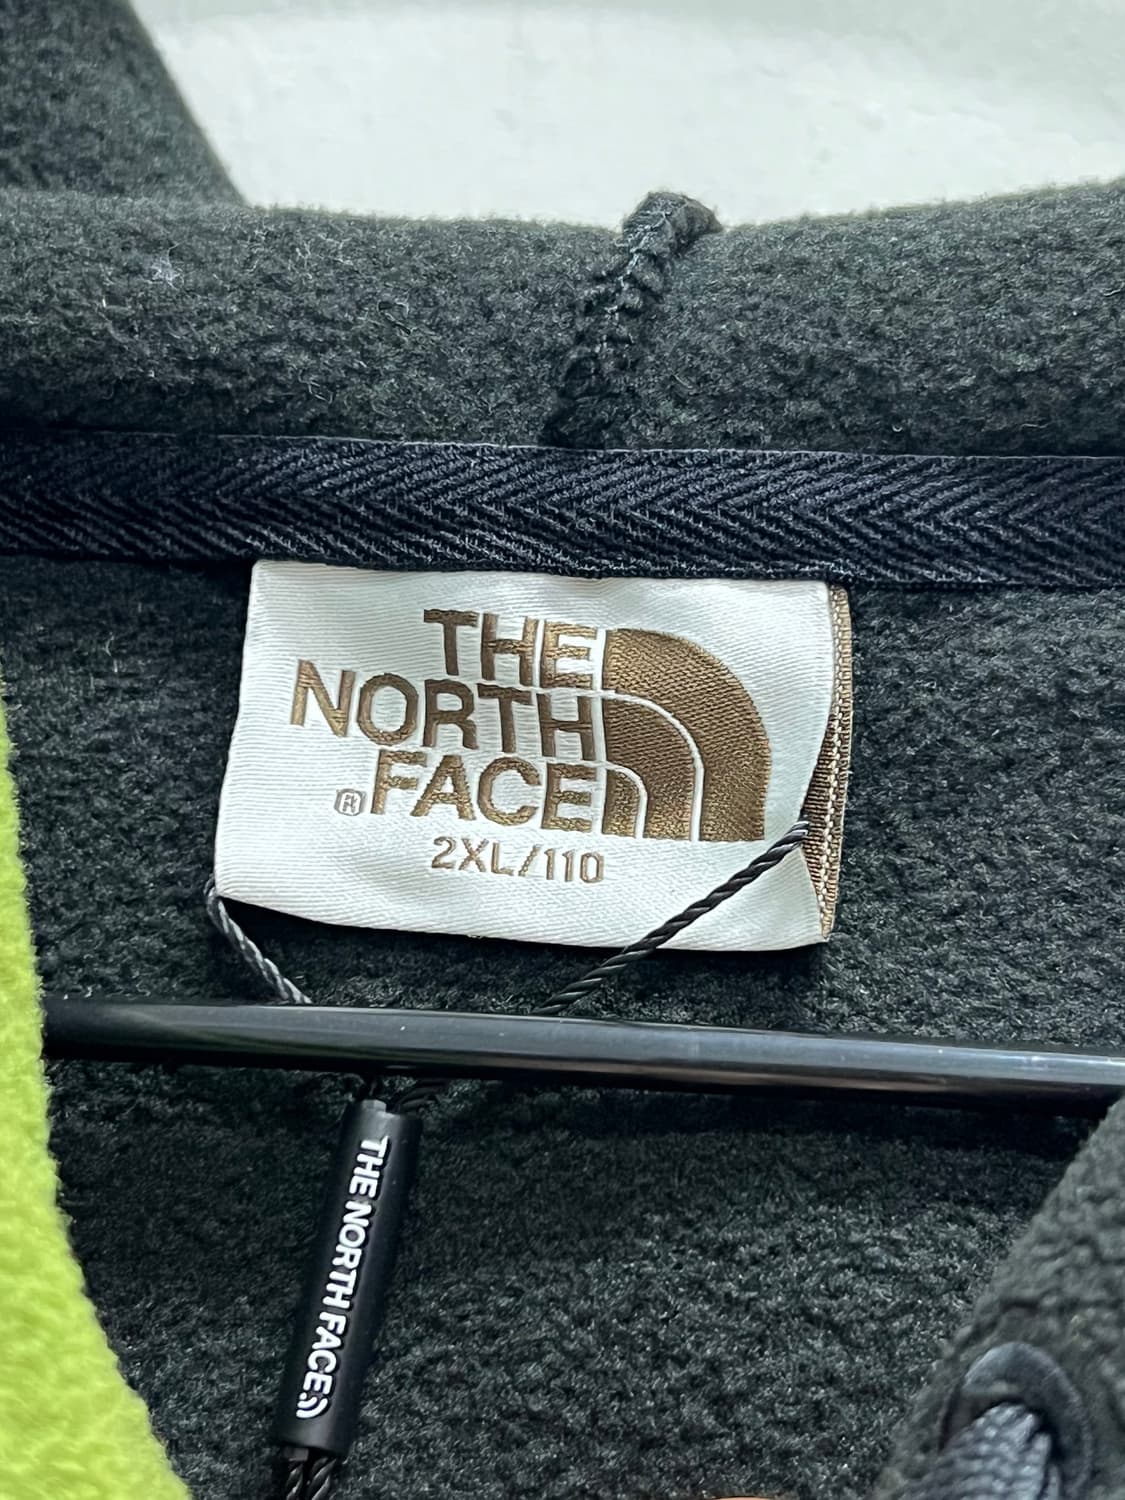 THE
NORTH
®FACE
2XL/110
THE NORTH FACE